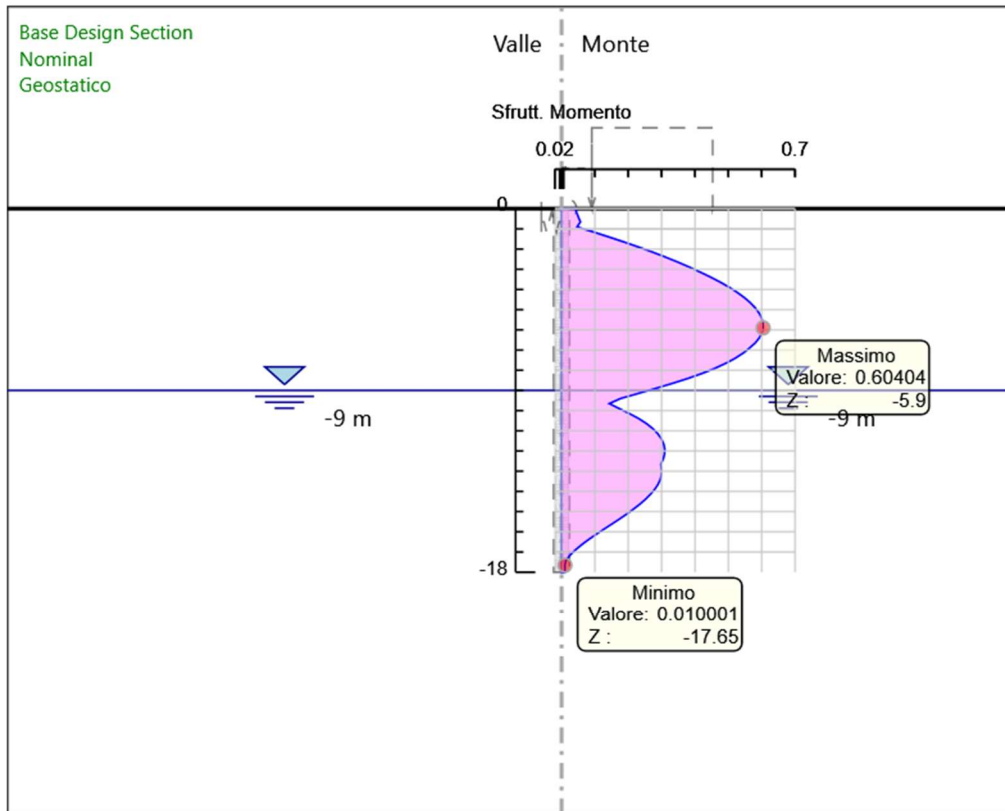 Base Design Section
Nominal
Geostatico
Valle
Monte
Sfrutt. Momento
0.02
0.7
0
Massimo
Valore: 0.60404
Z : -5.9
-9 m
-9 m
-18
Minimo
Valore: 0.010001
Z : -17.65